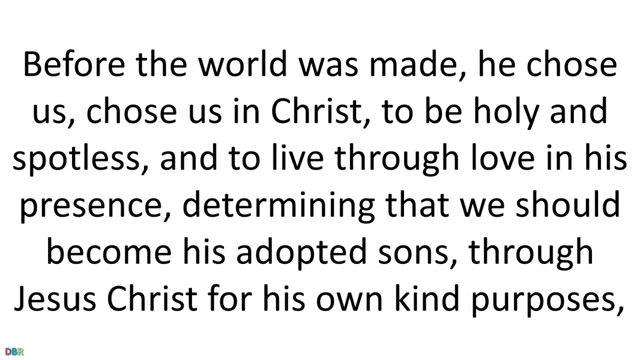 Before the world was made, he chose
us, chose us in Christ, to be holy and
spotless, and to live through love in his
presence, determining that we should
become his adopted sons, through
Jesus Christ for his own kind purposes,
DBR